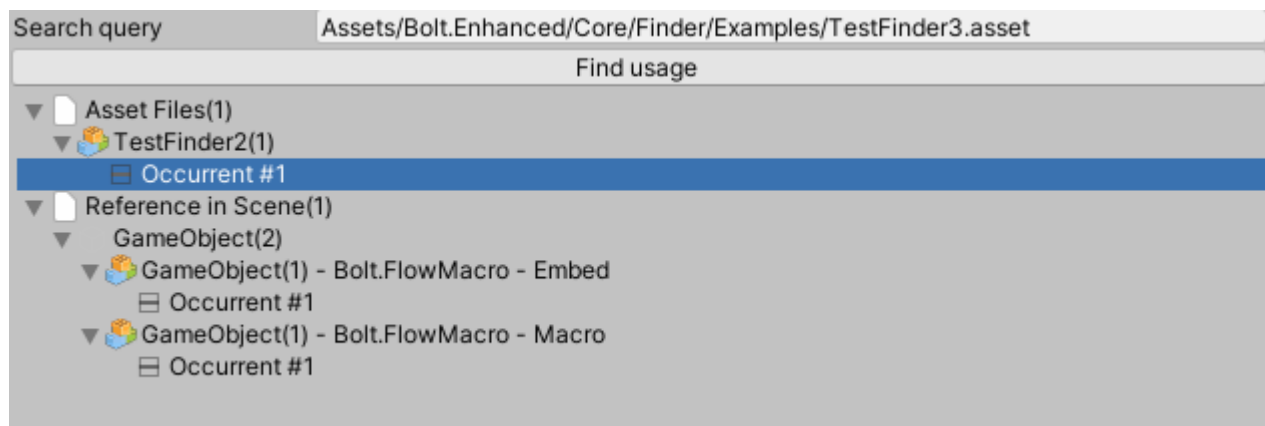 Search query Assets/Bolt.Enhanced/Core/Finder/Examples/TestFinder3.asset
Find usage
Asset Files(1)
TestFinder2(1)
Occurrent #1
Reference in Scene(1)
GameObject(2)
GameObject(1) - Bolt.FlowMacro - Embed
Occurrent #1
GameObject(1) - Bolt.FlowMacro - Macro
Occurrent #1